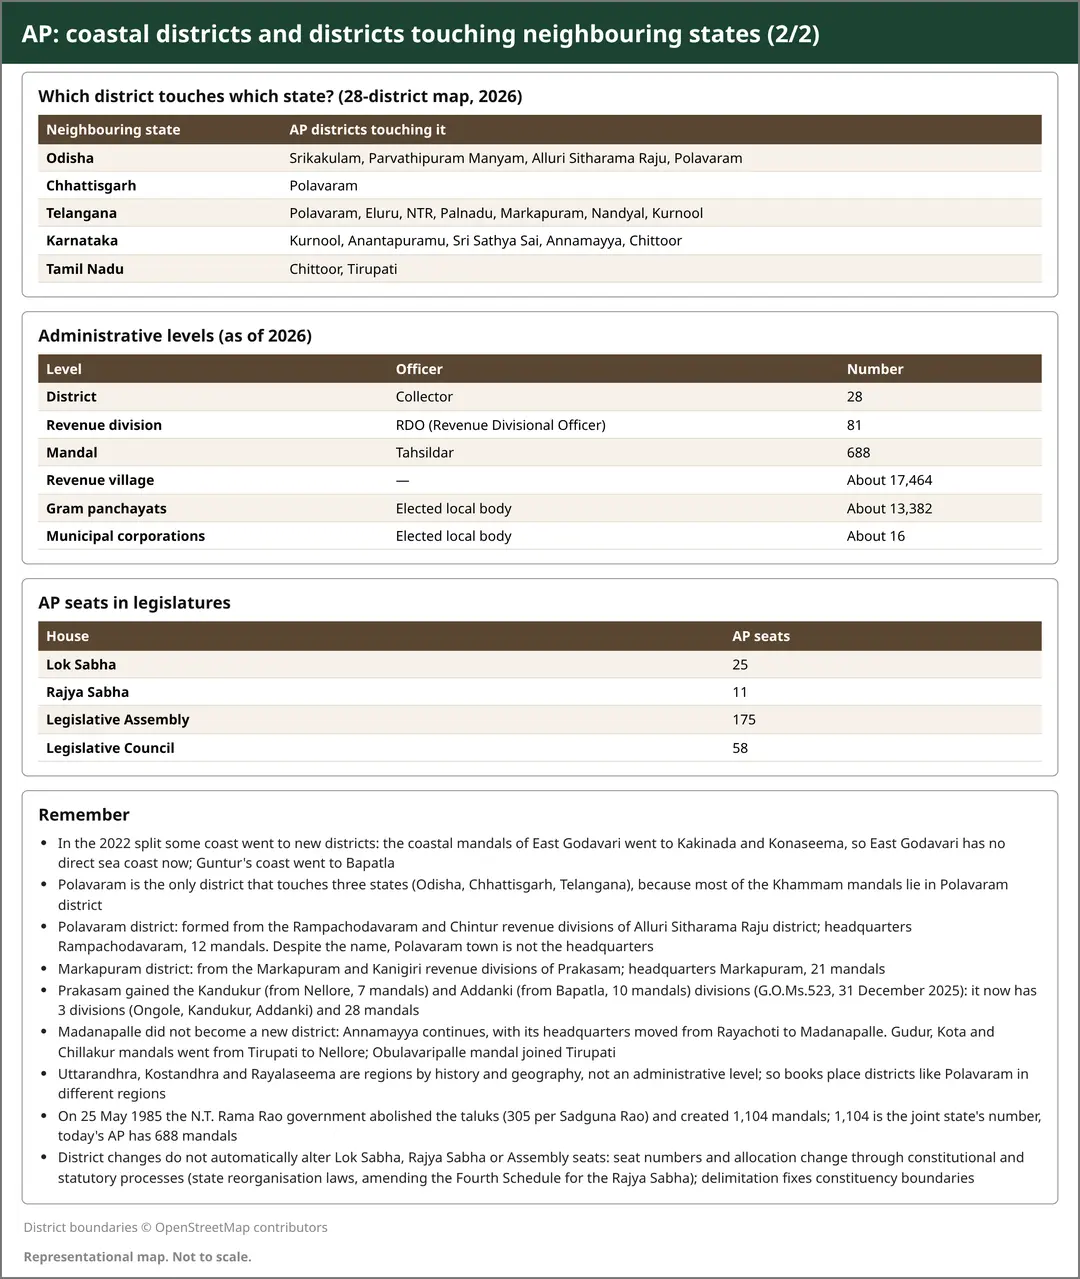 AP: coastal districts and districts touching neighbouring states (2/2)
Which district touches which state? (28-district map, 2026)
Neighbouring state AP districts touching it
Odisha Srikakulam, Parvathipuram Manyam, Alluri Sitharama Raju, Polavaram
Chhattisgarh Polavaram
Telangana Polavaram, Eluru, NTR, Palnadu, Markapuram, Nandyal, Kurnool
Karnataka Kurnool, Anantapuramu, Sri Sathya Sai, Annamayya, Chittoor
Tamil Nadu Chittoor, Tirupati
Administrative levels (as of 2026)
Level Officer Number
District Collector 28
Revenue division RDO (Revenue Divisional Officer) 81
Mandal Tahsildar 688
Revenue village — About 17,464
Gram panchayats Elected local body About 13,382
Municipal corporations Elected local body About 16
AP seats in legislatures
House AP seats
Lok Sabha 25
Rajya Sabha 11
Legislative Assembly 175
Legislative Council 58
Remember
• In the 2022 split some coast went to new districts: the coastal mandals of East Godavari went to Kakinada and Konaseema, so East Godavari has no
direct sea coast now; Guntur's coast went to Bapatla
• Polavaram is the only district that touches three states (Odisha, Chhattisgarh, Telangana), because most of the Khammam mandals lie in Polavaram
district
• Polavaram district: formed from the Rampachodavaram and Chintur revenue divisions of Alluri Sitharama Raju district; headquarters
Rampachodavaram, 12 mandals. Despite the name, Polavaram town is not the headquarters
• Markapuram district: from the Markapuram and Kanigiri revenue divisions of Prakasam; headquarters Markapuram, 21 mandals
• Prakasam gained the Kandukur (from Nellore, 7 mandals) and Addanki (from Bapatla, 10 mandals) divisions (G.O.Ms.523, 31 December 2025): it now has
3 divisions (Ongole, Kandukur, Addanki) and 28 mandals
• Madanapalle did not become a new district: Annamayya continues, with its headquarters moved from Rayachoti to Madanapalle. Gudur, Kota and
Chillakur mandals went from Tirupati to Nellore; Obulavaripalle mandal joined Tirupati
• Uttarandhra, Kostandhra and Rayalaseema are regions by history and geography, not an administrative level; so books place districts like Polavaram in
different regions
• On 25 May 1985 the N.T. Rama Rao government abolished the taluks (305 per Sadguna Rao) and created 1,104 mandals; 1,104 is the joint state's number,
today's AP has 688 mandals
• District changes do not automatically alter Lok Sabha, Rajya Sabha or Assembly seats: seat numbers and allocation change through constitutional and
statutory processes (state reorganisation laws, amending the Fourth Schedule for the Rajya Sabha); delimitation fixes constituency boundaries
District boundaries © OpenStreetMap contributors
Representational map. Not to scale.